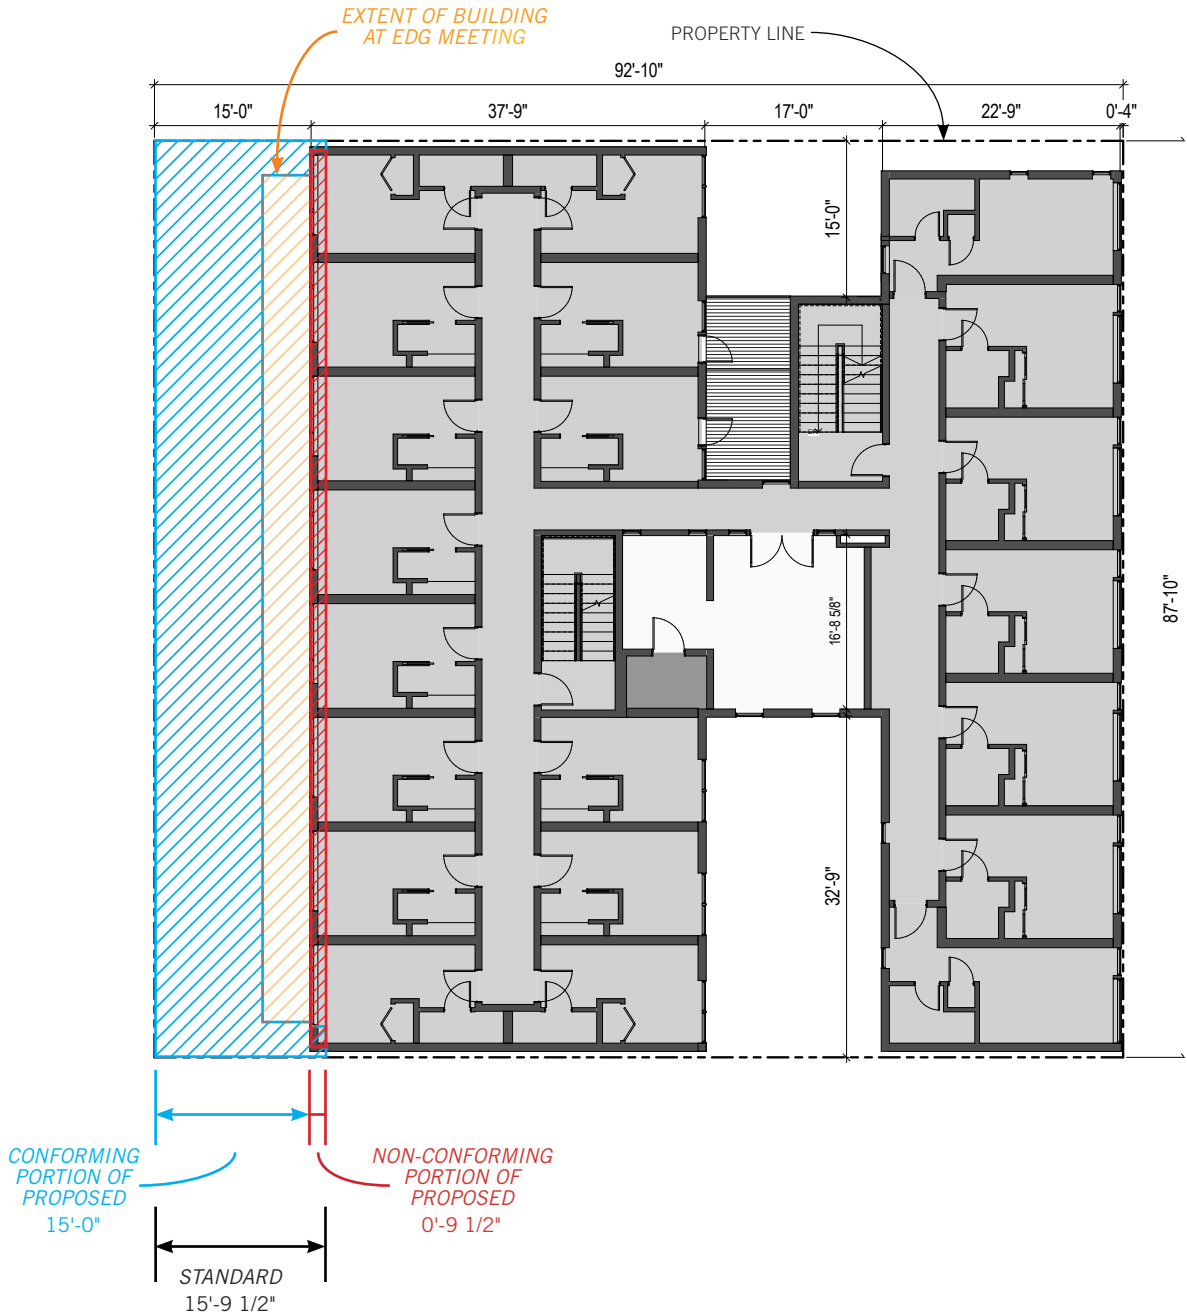 EXTENT OF BUILDING
AT EDG MEETING
PROPERTY LINE
92'-10"
15'-0"
37'-9"
17'-0"
22'-9"
0'-4"
15'-0"
16'-8 5/8"
87'-10"
32'-9"
CONFORMING
PORTION OF
PROPOSED
15'-0"
NON-CONFORMING
PORTION OF
PROPOSED
0'-9 1/2"
STANDARD
15'-9 1/2"